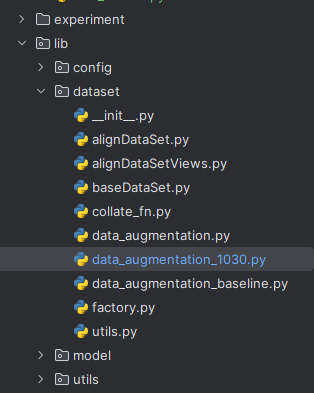 experiment
lib
config
dataset
__init__.py
alignDataSet.py
alignDataSetViews.py
baseDataSet.py
collate_fn.py
data_augmentation.py
data_augmentation_1030.py
data_augmentation_baseline.py
factory.py
utils.py
model
utils